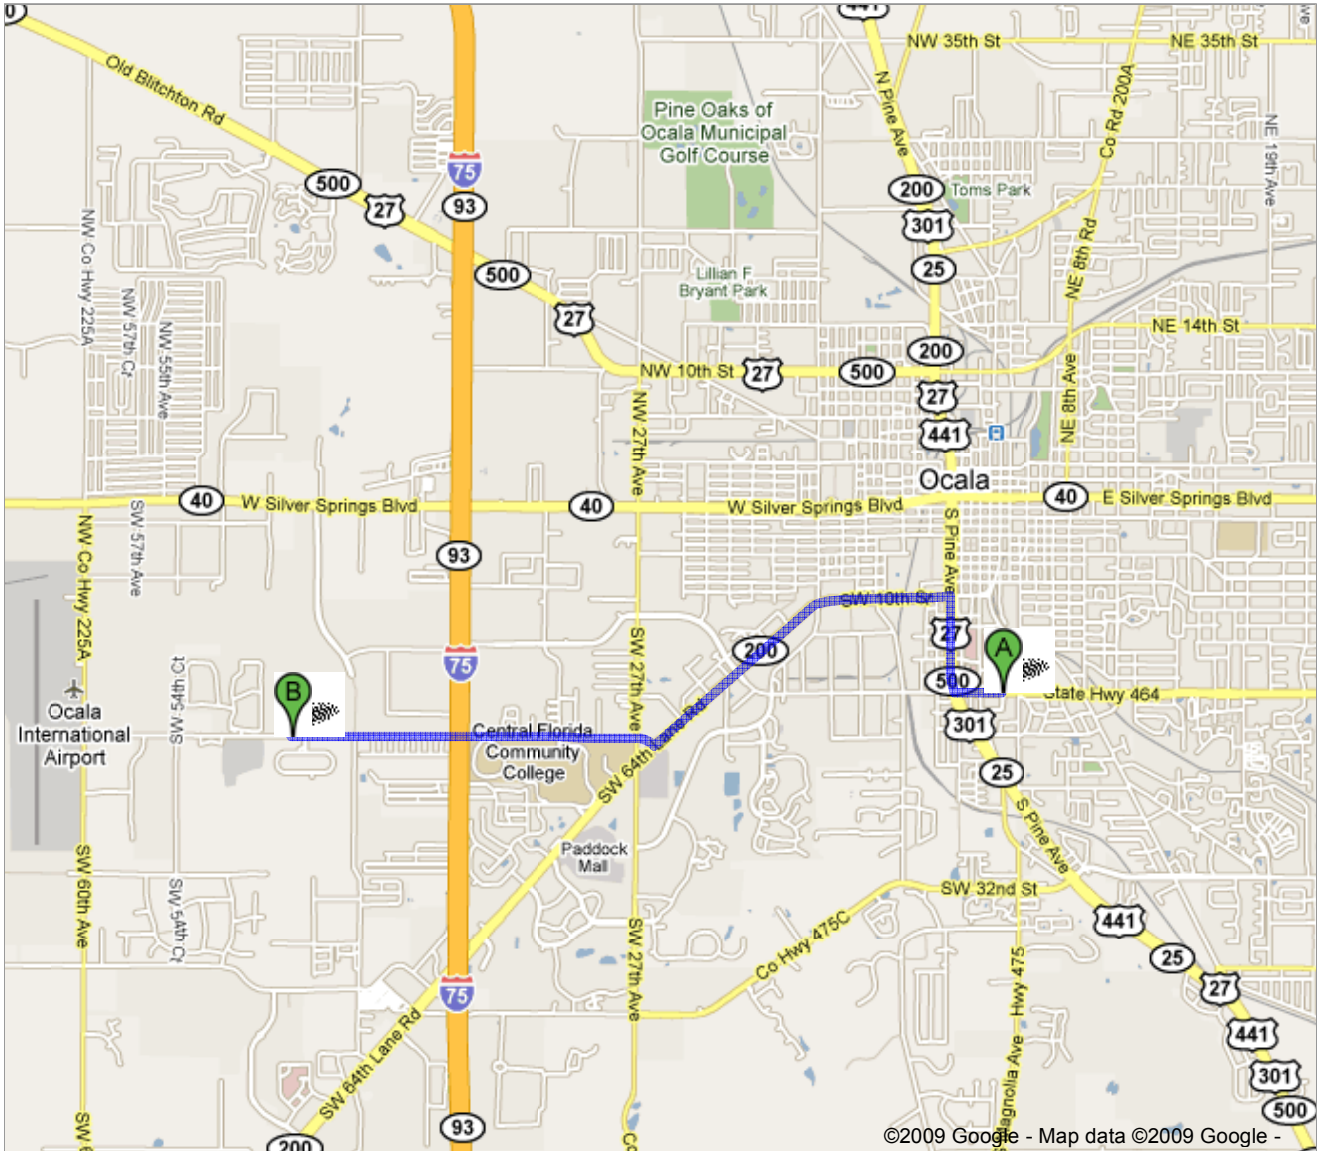 441
NW 35th St
NE 35th St
Old Blitchton Rd
N Pine Ave
Co Rd 200A
Pine Oaks of
Ocala Municipal
Golf Course
NE 19th Ave
75
93
500
27
200
Toms Park
301
25
NW Co Hwy 225A
NW 57th Ct
NW 55th Ave
500
27
Lillian F
Bryant Park
NE 8th Rd
NE 14th St
200
NW 10th St
27
500
27
441
NE 8th Ave
NW 27th Ave
Ocala
40
W Silver Springs Blvd
40
W Silver Springs Blvd
40
E Silver Springs Blvd
SW 57th Ave
NW Co Hwy 225A
93
S Pine Ave
SW 10th St
27
A
200
SW 27th Ave
75
SW 54th Ct
B
500
State Hwy 464
301
Ocala
International
Airport
Central Florida
Community
College
SW 64th
25
S Pine Ave
Paddock
Mall
SW 60th Ave
SW 54th Ct
SW 32nd St
441
SW 27th Ave
Co Hwy 475C
Hwy 475
25
27
75
441
SW 64th Lane Rd
301
Magnolia Ave
500
93
200
©2009 Google - Map data ©2009 Google -